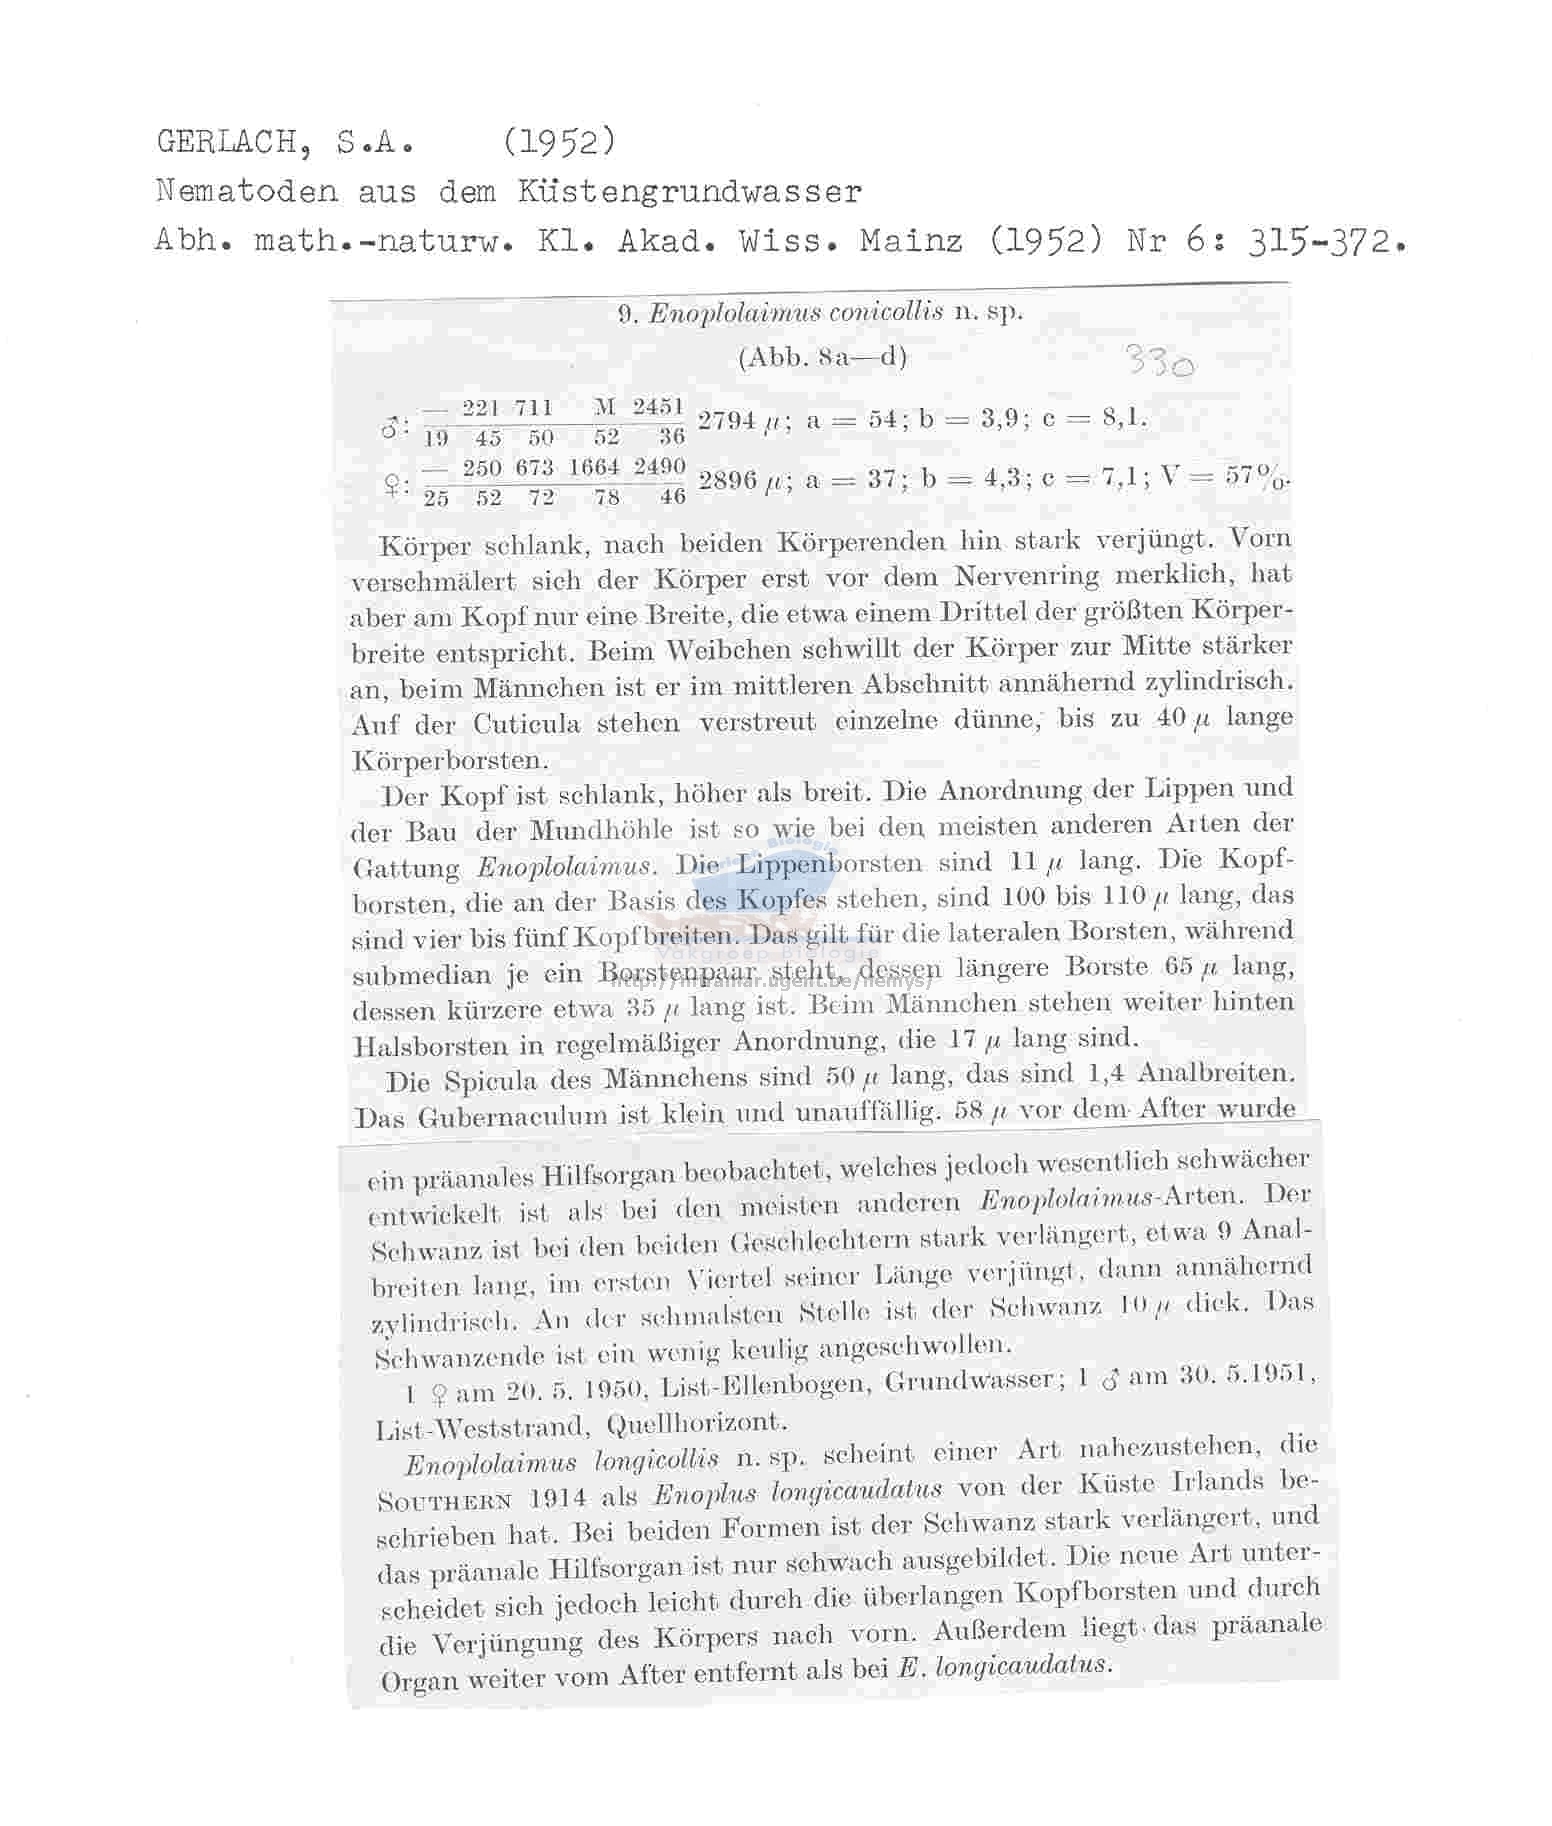 GERLACH, S.A. (1952)
Nematoden aus dem Küstengrundwasser
Abh. math.-naturw. Kl. Akad. Wiss. Mainz (1952) Nr 6: 315-372.
9. Enoplolaimus conicollis n. sp.
(Abb. 8a—d)
330
♂: — 221 711 M 2451
19 45 50 52 36
2794 µ; a = 54; b = 3,9; c = 8,1.
♀: — 250 673 1664 2490
25 52 72 78 46
2896 µ; a = 37; b = 4,3; c = 7,1; V = 57%.
Körper schlank, nach beiden Körperenden hin stark verjüngt. Vorn
verschmälert sich der Körper erst vor dem Nervenring merklich, hat
aber am Kopf nur eine Breite, die etwa einem Drittel der größten Körper-
breite entspricht. Beim Weibchen schwillt der Körper zur Mitte stärker
an, beim Männchen ist er im mittleren Abschnitt annähernd zylindrisch.
Auf der Cuticula stehen verstreut einzelne dünne, bis zu 40 µ lange
Körperborsten.
Der Kopf ist schlank, höher als breit. Die Anordnung der Lippen und
der Bau der Mundhöhle ist so wie bei den meisten anderen Arten der
Gattung Enoplolaimus. Die Lippenborsten sind 11 µ lang. Die Kopf-
borsten, die an der Basis des Kopfes stehen, sind 100 bis 110 µ lang, das
sind vier bis fünf Kopfbreiten. Das gilt für die lateralen Borsten, während
Vakgroep Biologie
submedian je ein Borstenpaar steht, dessen längere Borste 65 µ lang,
http://intramar.ugent.be/nemys/
dessen kürzere etwa 35 µ lang ist. Beim Männchen stehen weiter hinten
Halsborsten in regelmäßiger Anordnung, die 17 µ lang sind.
Die Spicula des Männchens sind 50 µ lang, das sind 1,4 Analbreiten.
Das Gubernaculum ist klein und unauffällig. 58 µ vor dem After wurde
ein präanales Hilfsorgan beobachtet, welches jedoch wesentlich schwächer
entwickelt ist als bei den meisten anderen Enoplolaimus-Arten. Der
Schwanz ist bei den beiden Geschlechtern stark verlängert, etwa 9 Anal-
breiten lang, im ersten Viertel seiner Länge verjüngt, dann annähernd
zylindrisch. An der schmalsten Stelle ist der Schwanz 10 µ dick. Das
Schwanzende ist ein wenig keulig angeschwollen.
1 ♀ am 20. 5. 1950, List-Ellenbogen, Grundwasser; 1 ♂ am 30. 5.1951,
List-Weststrand, Quellhorizont.
Enoplolaimus longicollis n. sp. scheint einer Art nahezustehen, die
SOUTHERN 1914 als Enoplus longicaudatus von der Küste Irlands be-
schrieben hat. Bei beiden Formen ist der Schwanz stark verlängert, und
das präanale Hilfsorgan ist nur schwach ausgebildet. Die neue Art unter-
scheidet sich jedoch leicht durch die überlangen Kopfborsten und durch
die Verjüngung des Körpers nach vorn. Außerdem liegt das präanale
Organ weiter vom After entfernt als bei E. longicaudatus.